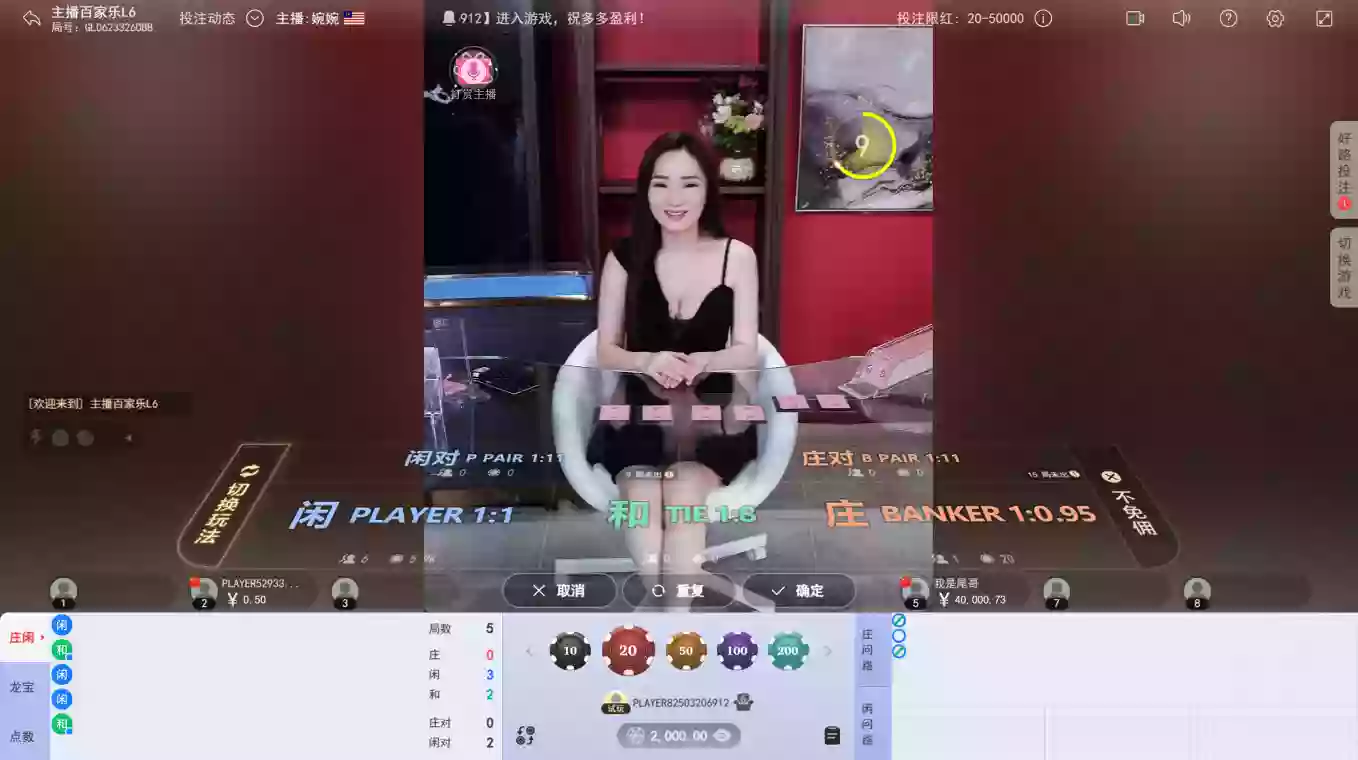 主播百家乐L6
局号: GL062332608B
投注动态
主播:婉婉
912】进入游戏，祝多多盈利！
投注限红: 20-50000
打赏主播
9
好路投注
1
切换游戏
[欢迎来到] 主播百家乐L6
切换玩法
闲对 P PAIR 1:11
0
0
庄对 B PAIR 1:11
0
0
闲 PLAYER 1:1
和 TIE 1:8
庄 BANKER 1:0.95
不免佣
6
1
20
1
2
PLAYER52933...
¥ 0.50
3
取消
重复
确定
5
我是尾哥
¥ 40,000.73
7
8
庄闲
龙宝
点数
闲
和
闲
闲
和
局数 5
庄 0
闲 3
和 2
庄对 0
闲对 2
10
20
50
100
200
试玩
PLAYER82503206912
2,000.00
庄问路
闲问路